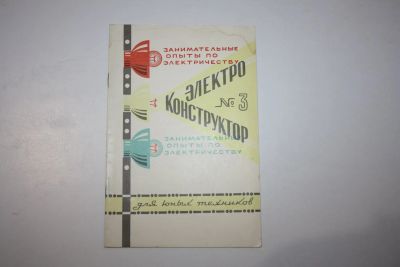 ЗАНИМАТЕЛЬНЫЕ
ОПЫТЫ ПО
ЭЛЕКТРИЧЕСТВУ
ЭЛЕКТРО
КОНСТРУКТОР
№ 3
ЗАНИМАТЕЛЬНЫЕ
ОПЫТЫ ПО
ЭЛЕКТРИЧЕСТВУ
для юных техников